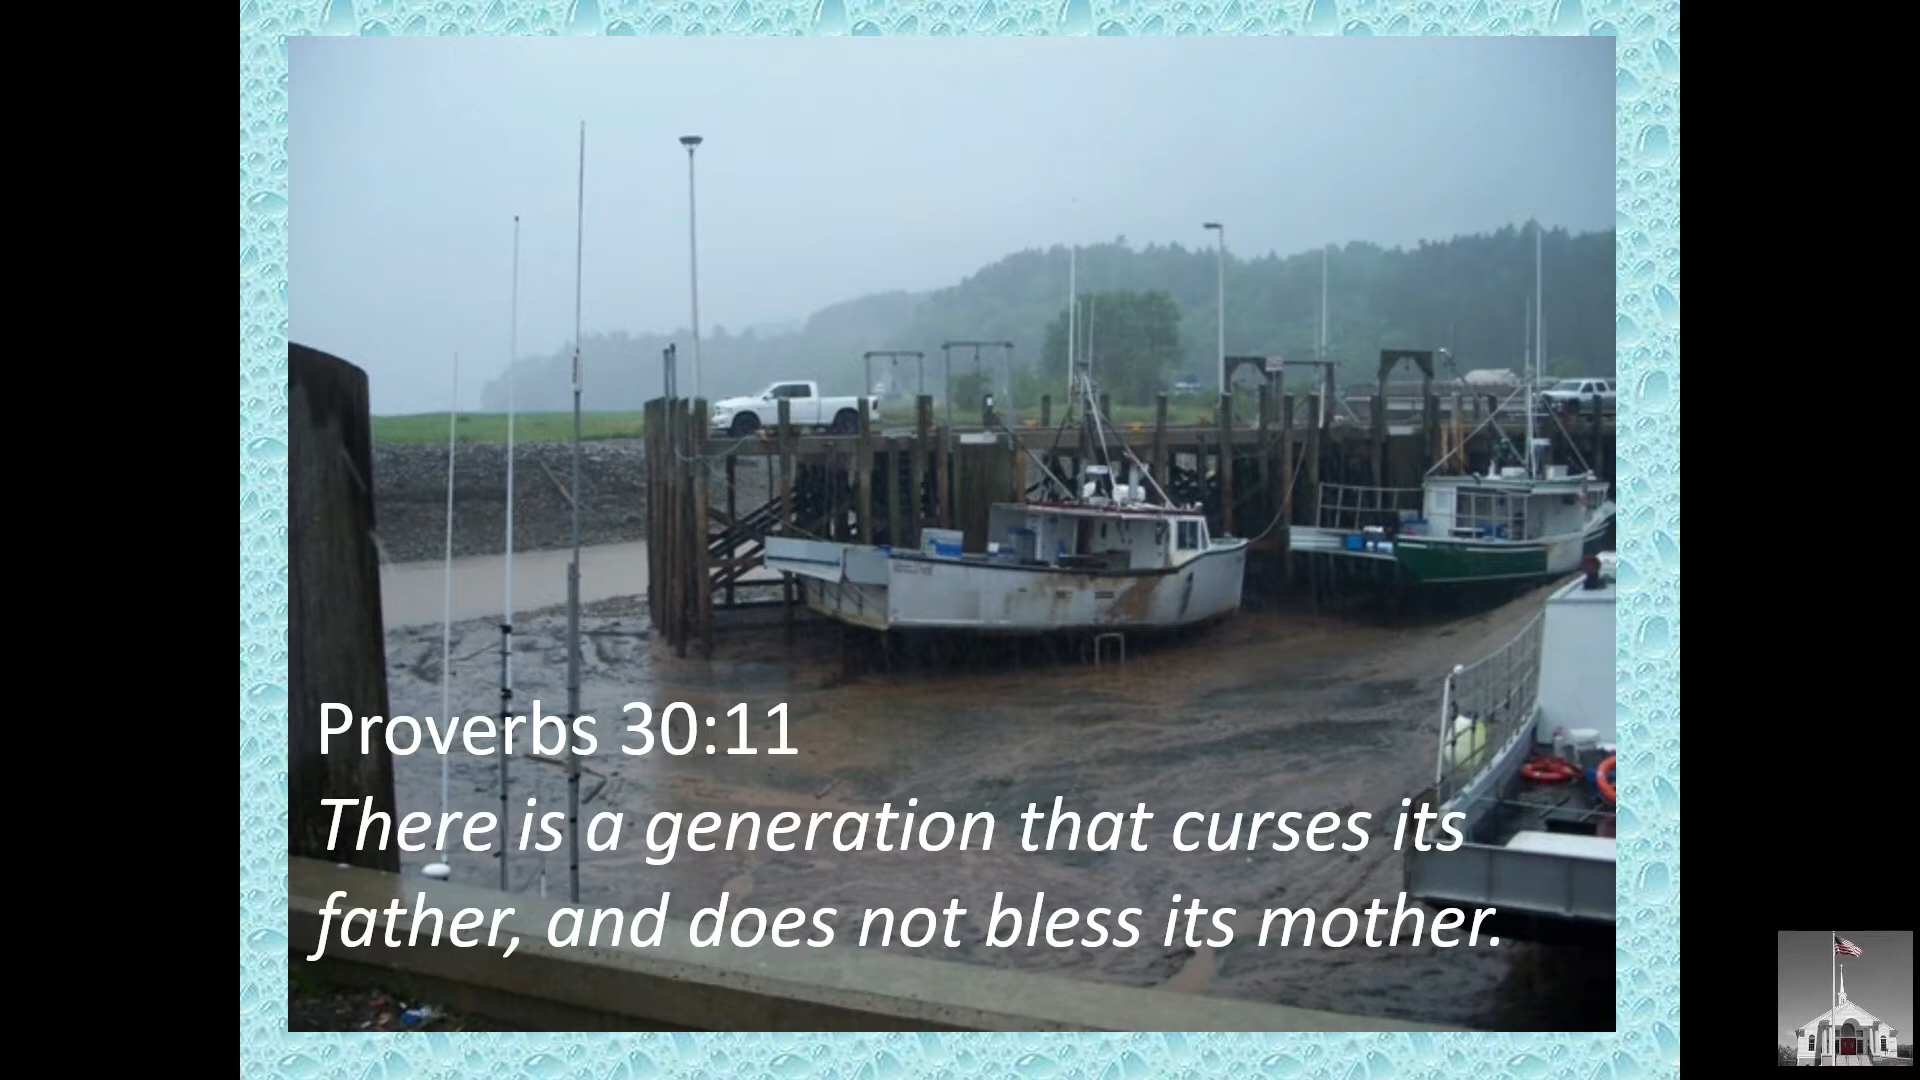 Proverbs 30:11
There is a generation that curses its
father, and does not bless its mother.